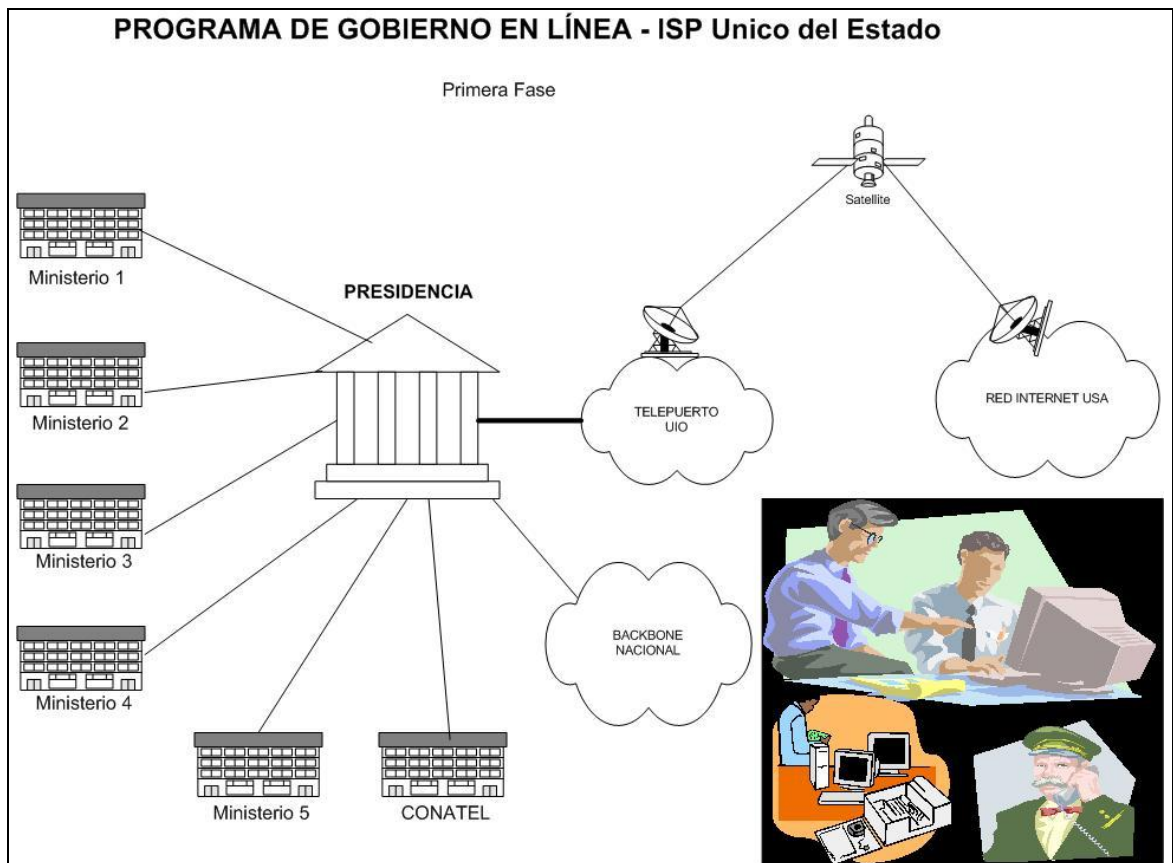 PROGRAMA DE GOBIERNO EN LÍNEA - ISP Unico del Estado
Primera Fase
Satellite
Ministerio 1
PRESIDENCIA
Ministerio 2
TELEPUERTO
UIO
RED INTERNET USA
Ministerio 3
BACKBONE
NACIONAL
Ministerio 4
Ministerio 5
CONATEL